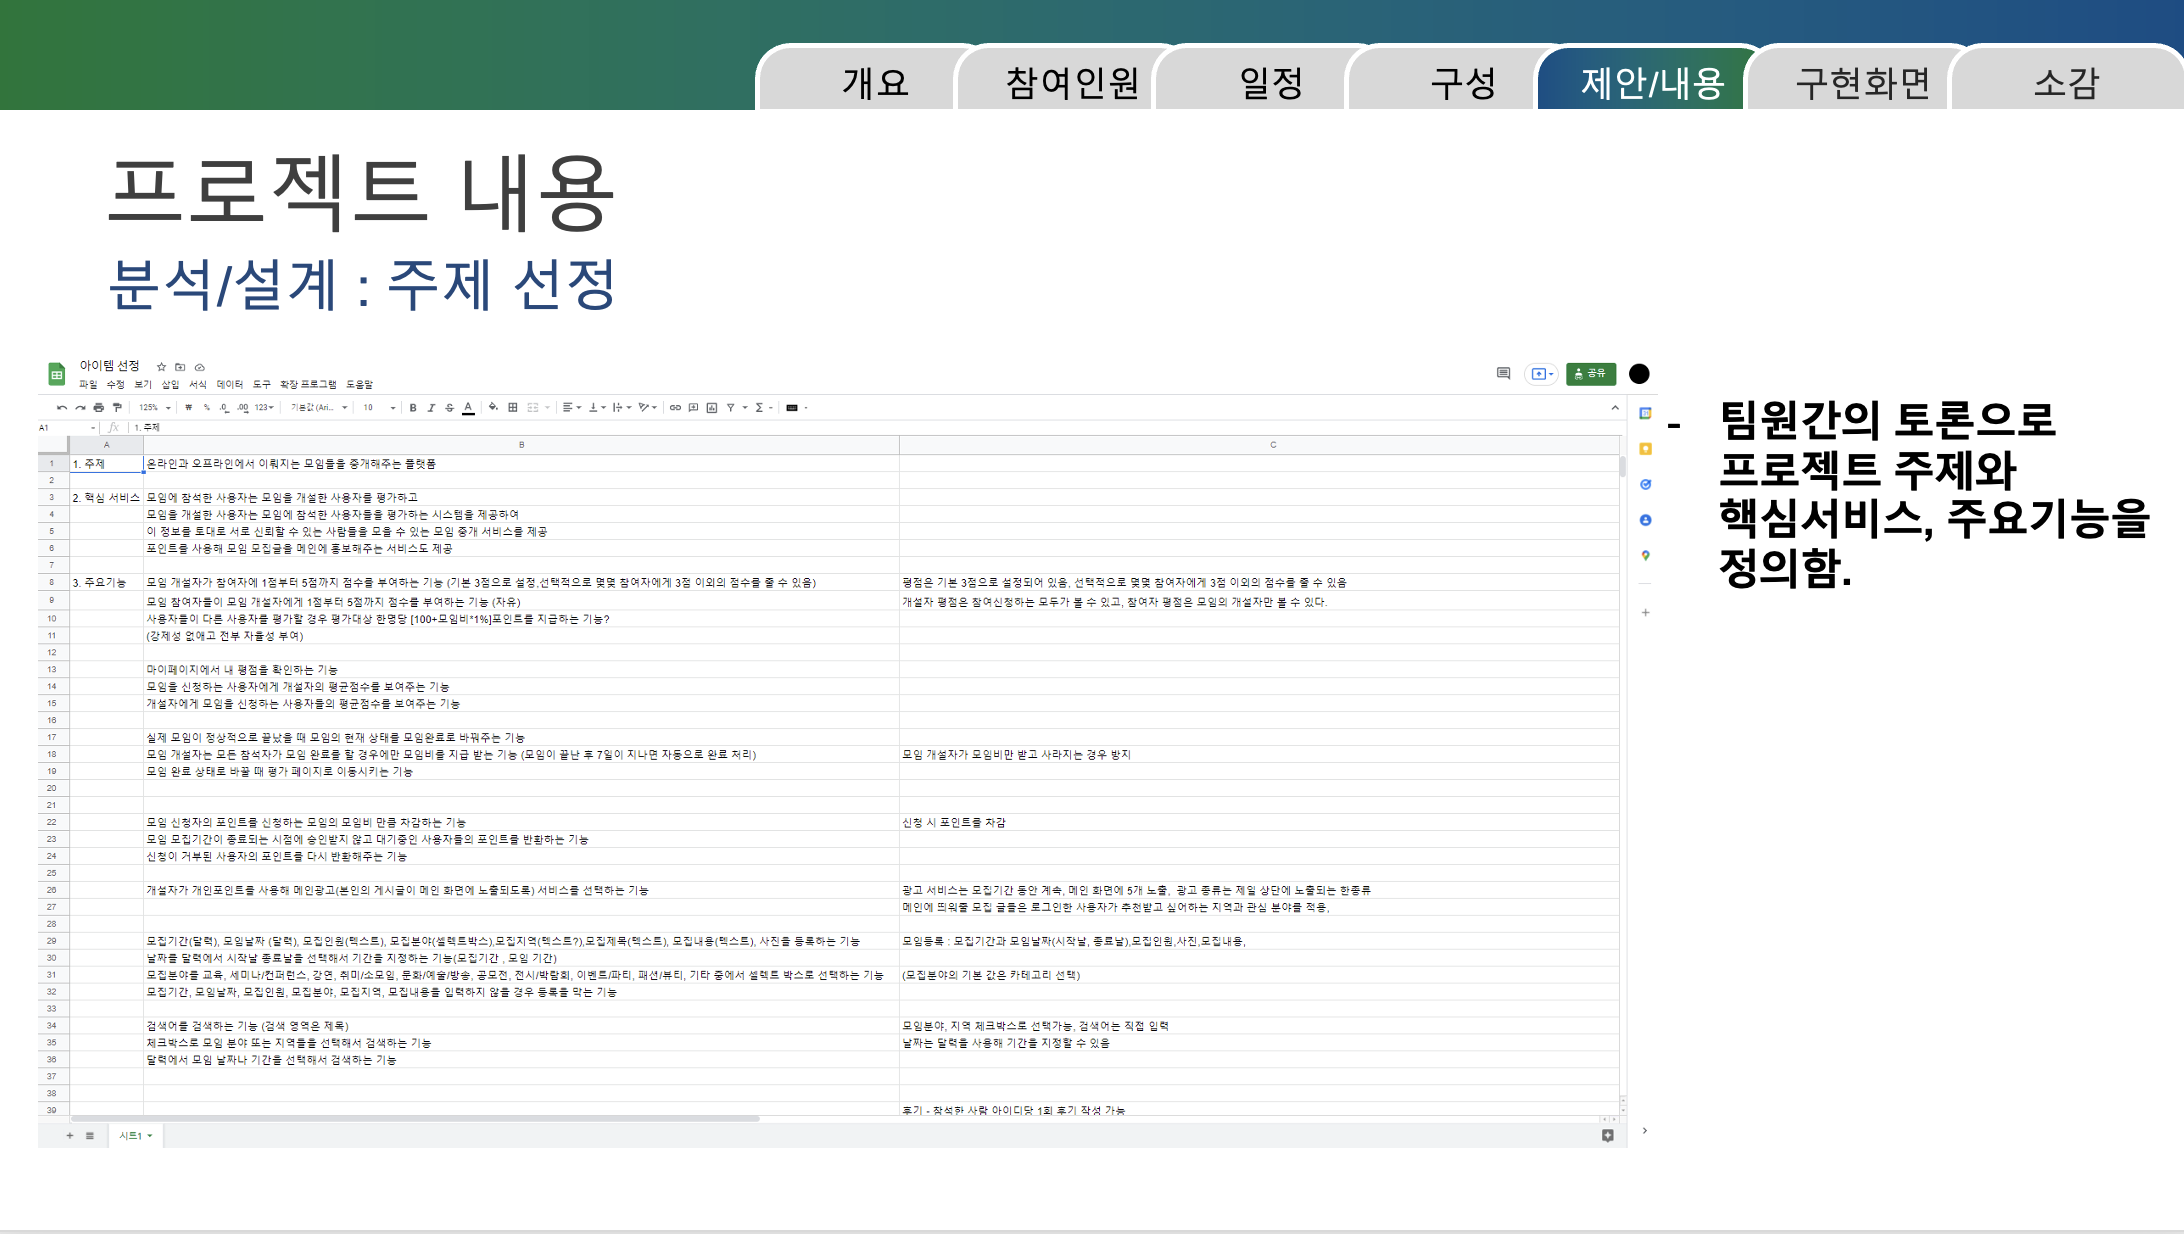 개요 참여인원 일정 구성 제안/내용 구현화면 소감
프로젝트 내용
분석/설계 : 주제 선정
아이템 선정
파일 수정 보기 삽입 서식 데이터 도구 확장 프로그램 도움말
공유
125% ₩ % .0 .00 123 기본값 (Ari... 10 B I S A
A1 fx 1. 주제
A B C
1 1. 주제 온라인과 오프라인에서 이뤄지는 모임들을 중개해주는 플랫폼
2
3 2. 핵심 서비스 모임에 참석한 사용자는 모임을 개설한 사용자를 평가하고
4 모임을 개설한 사용자는 모임에 참석한 사용자들을 평가하는 시스템을 제공하여
5 이 정보를 토대로 서로 신뢰할 수 있는 사람들을 모을 수 있는 모임 중개 서비스를 제공
6 포인트를 사용해 모임 모집글을 메인에 홍보해주는 서비스도 제공
7
8 3. 주요기능 모임 개설자가 참여자에 1점부터 5점까지 점수를 부여하는 기능 (기본 3점으로 설정,선택적으로 몇몇 참여자에게 3점 이외의 점수를 줄 수 있음) 평점은 기본 3점으로 설정되어 있음, 선택적으로 몇몇 참여자에게 3점 이외의 점수를 줄 수 있음
9 모임 참여자들이 모임 개설자에게 1점부터 5점까지 점수를 부여하는 기능 (자유) 개설자 평점은 참여신청하는 모두가 볼 수 있고, 참여자 평점은 모임의 개설자만 볼 수 있다.
10 사용자들이 다른 사용자를 평가할 경우 평가대상 한명당 [100+모임비*1%]포인트를 지급하는 기능?
11 (강제성 없애고 전부 자율성 부여)
12
13 마이페이지에서 내 평점을 확인하는 기능
14 모임을 신청하는 사용자에게 개설자의 평균점수를 보여주는 기능
15 개설자에게 모임을 신청하는 사용자들의 평균점수를 보여주는 기능
16
17 실제 모임이 정상적으로 끝났을 때 모임의 현재 상태를 모임완료로 바꿔주는 기능
18 모임 개설자는 모든 참석자가 모임 완료를 할 경우에만 모임비를 지급 받는 기능 (모임이 끝난 후 7일이 지나면 자동으로 완료 처리) 모임 개설자가 모임비만 받고 사라지는 경우 방지
19 모임 완료 상태로 바꿀 때 평가 페이지로 이동시키는 기능
20
21
22 모임 신청자의 포인트를 신청하는 모임의 모임비 만큼 차감하는 기능 신청 시 포인트를 차감
23 모임 모집기간이 종료되는 시점에 승인받지 않고 대기중인 사용자들의 포인트를 반환하는 기능
24 신청이 거부된 사용자의 포인트를 다시 반환해주는 기능
25
26 개설자가 개인포인트를 사용해 메인광고(본인의 게시글이 메인 화면에 노출되도록) 서비스를 선택하는 기능 광고 서비스는 모집기간 동안 계속, 메인 화면에 5개 노출, 광고 종류는 제일 상단에 노출되는 한종류
27 메인에 띄워줄 모집 글들은 로그인한 사용자가 추천받고 싶어하는 지역과 관심 분야를 적용,
28
29 모집기간(달력), 모임날짜 (달력), 모집인원(텍스트), 모집분야(셀렉트박스),모집지역(텍스트?),모집제목(텍스트), 모집내용(텍스트), 사진을 등록하는 기능 모임등록 : 모집기간과 모임날짜(시작날, 종료날),모집인원,사진,모집내용,
30 날짜를 달력에서 시작날 종료날을 선택해서 기간을 지정하는 기능(모집기간 , 모임 기간)
31 모집분야를 교육, 세미나/컨퍼런스, 강연, 취미/소모임, 문화/예술/방송, 공모전, 전시/박람회, 이벤트/파티, 패션/뷰티, 기타 중에서 셀렉트 박스로 선택하는 기능 (모집분야의 기본 값은 카테고리 선택)
32 모집기간, 모임날짜, 모집인원, 모집분야, 모집지역, 모집내용을 입력하지 않을 경우 등록을 막는 기능
33
34 검색어를 검색하는 기능 (검색 영역은 제목) 모임분야, 지역 체크박스로 선택가능, 검색어는 직접 입력
35 체크박스로 모임 분야 또는 지역들을 선택해서 검색하는 기능 날짜는 달력을 사용해 기간을 지정할 수 있음
36 달력에서 모임 날짜나 기간을 선택해서 검색하는 기능
37
38
39 후기 - 참석한 사람 아이디당 1회 후기 작성 가능
시트1
- 팀원간의 토론으로
프로젝트 주제와
핵심서비스, 주요기능을
정의함.